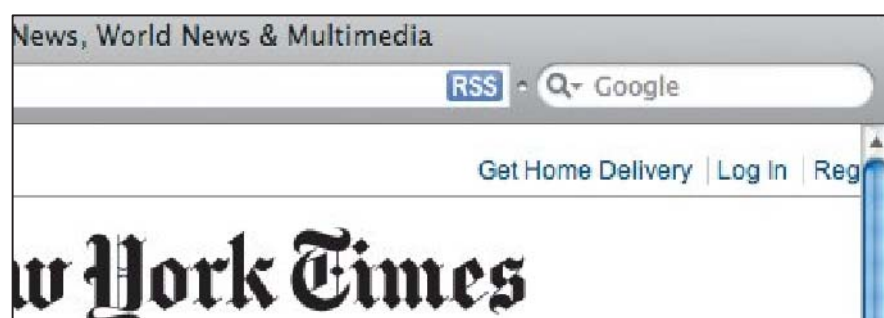 News, World News & Multimedia
RSS Google
Get Home Delivery Log In Reg
w York Times